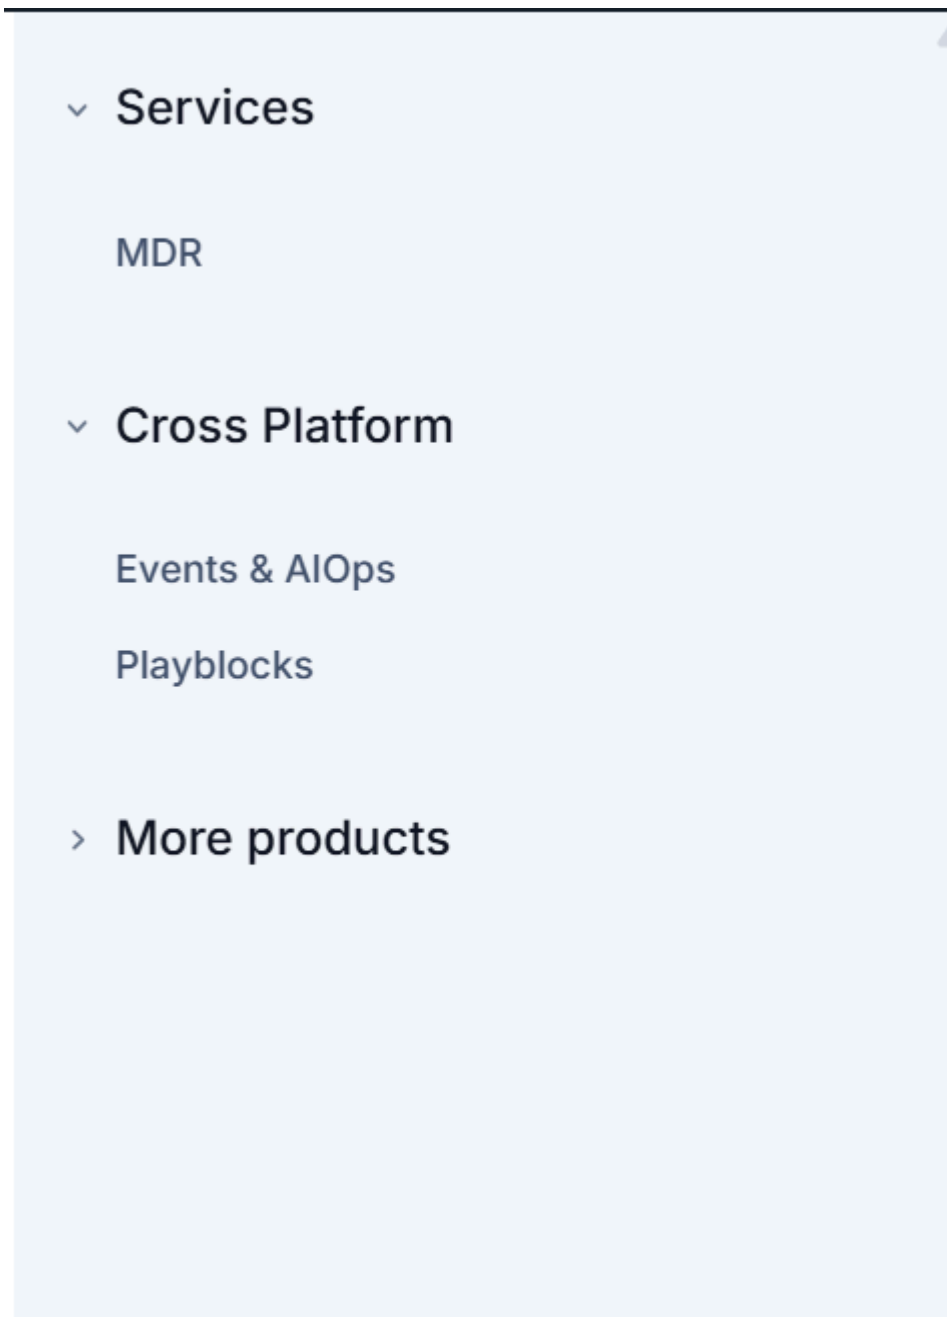 Services
MDR
Cross Platform
Events & AIOps
Playblocks
More products